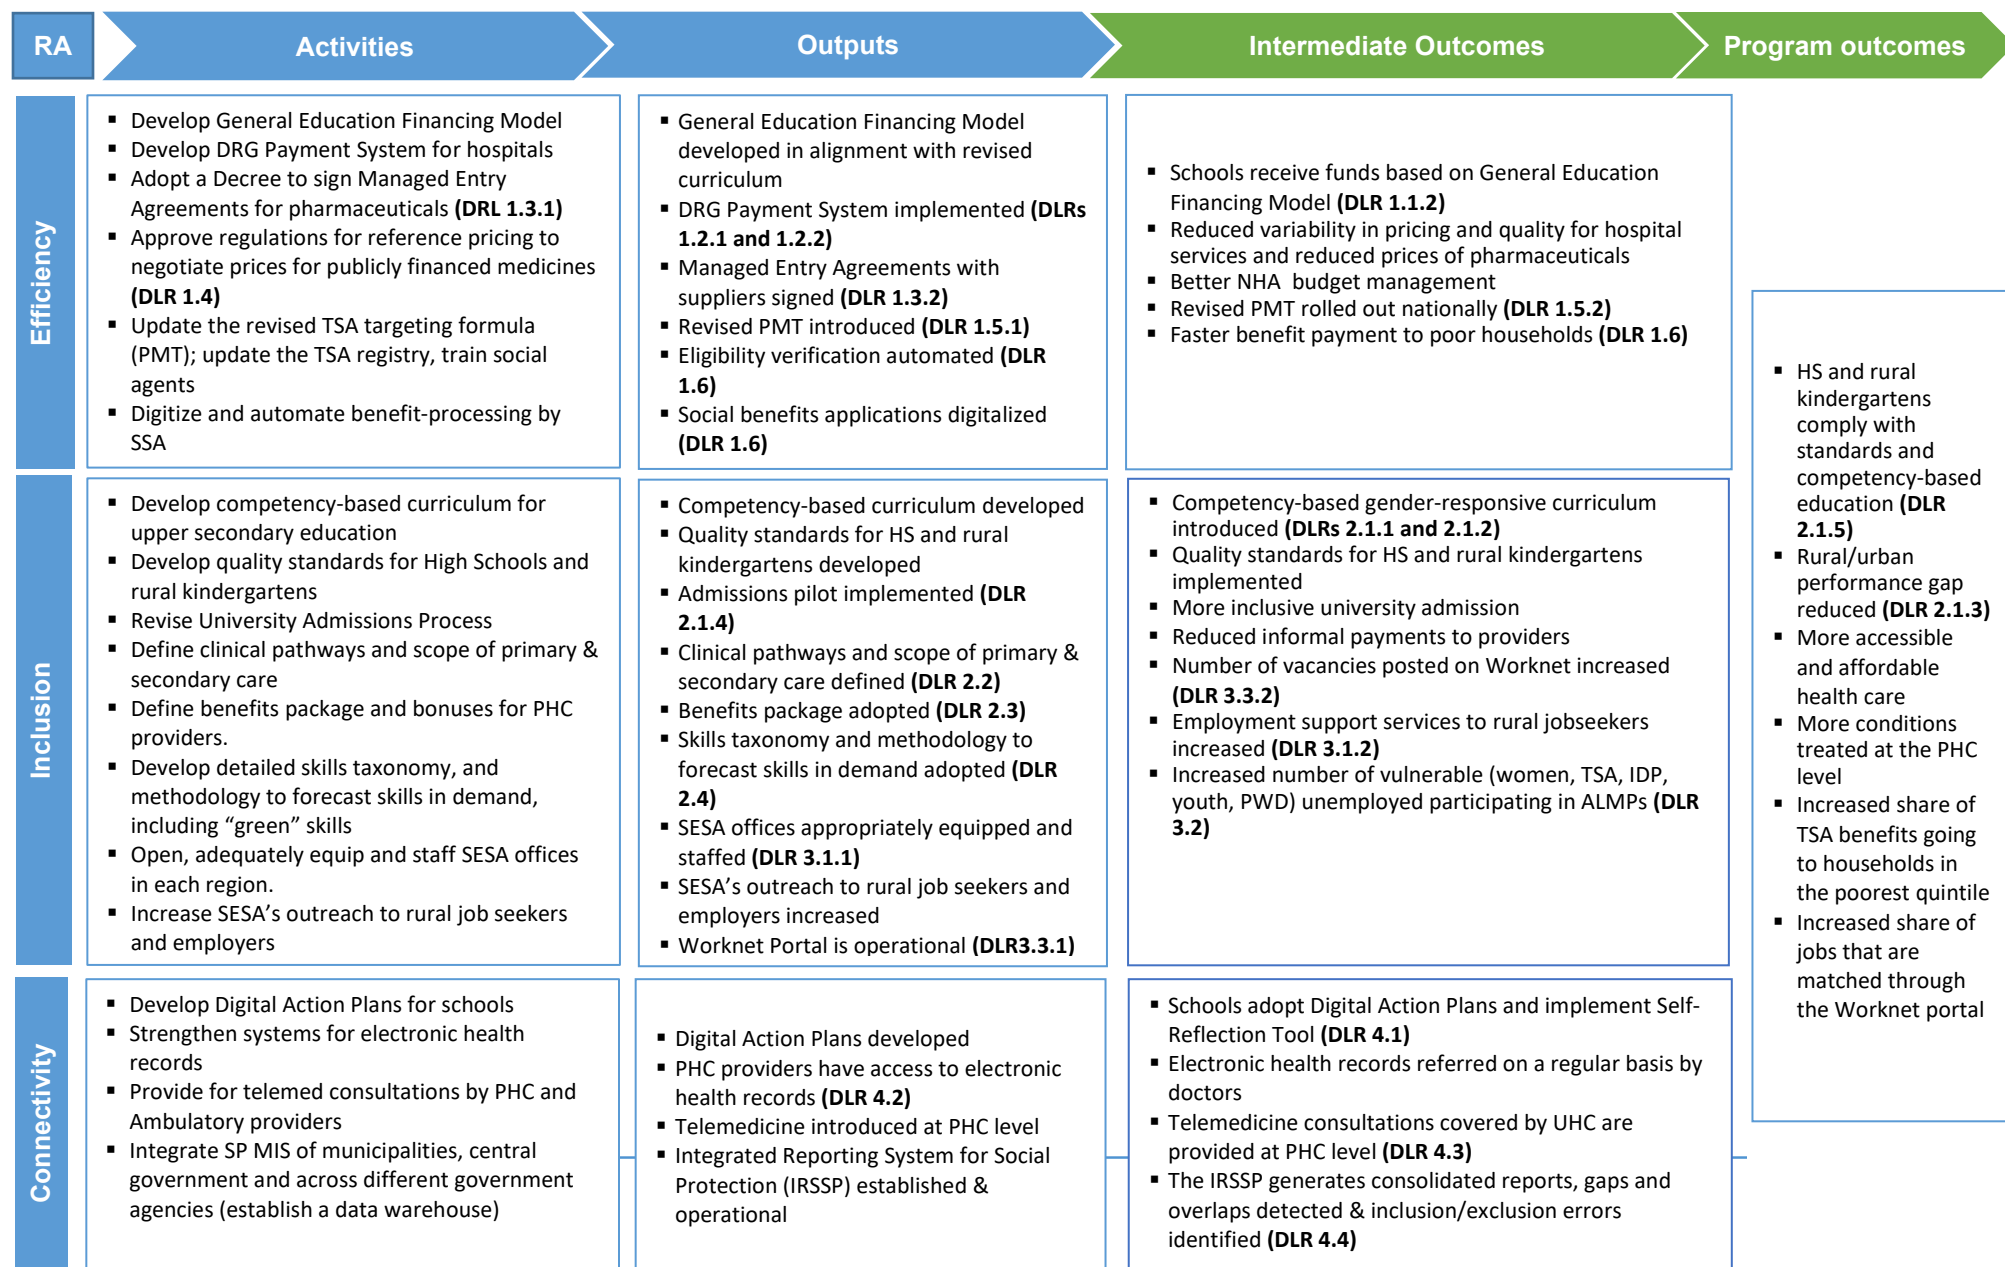 RA
Activities
Outputs
Intermediate Outcomes
Program outcomes
Efficiency
▪ Develop General Education Financing Model
▪ Develop DRG Payment System for hospitals
▪ Adopt a Decree to sign Managed Entry
Agreements for pharmaceuticals (DRL 1.3.1)
▪ Approve regulations for reference pricing to
negotiate prices for publicly financed medicines
(DLR 1.4)
▪ Update the revised TSA targeting formula
(PMT); update the TSA registry, train social
agents
▪ Digitize and automate benefit-processing by
SSA
▪ General Education Financing Model
developed in alignment with revised
curriculum
▪ DRG Payment System implemented (DLRs
1.2.1 and 1.2.2)
▪ Managed Entry Agreements with
suppliers signed (DLR 1.3.2)
▪ Revised PMT introduced (DLR 1.5.1)
▪ Eligibility verification automated (DLR
1.6)
▪ Social benefits applications digitalized
(DLR 1.6)
▪ Schools receive funds based on General Education
Financing Model (DLR 1.1.2)
▪ Reduced variability in pricing and quality for hospital
services and reduced prices of pharmaceuticals
▪ Better NHA  budget management
▪ Revised PMT rolled out nationally (DLR 1.5.2)
▪ Faster benefit payment to poor households (DLR 1.6)
Inclusion
▪ Develop competency-based curriculum for
upper secondary education
▪ Develop quality standards for High Schools and
rural kindergartens
▪ Revise University Admissions Process
▪ Define clinical pathways and scope of primary &
secondary care
▪ Define benefits package and bonuses for PHC
providers.
▪ Develop detailed skills taxonomy, and
methodology to forecast skills in demand,
including “green” skills
▪ Open, adequately equip and staff SESA offices
in each region.
▪ Increase SESA’s outreach to rural job seekers
and employers
▪ Competency-based curriculum developed
▪ Quality standards for HS and rural
kindergartens developed
▪ Admissions pilot implemented (DLR
2.1.4)
▪ Clinical pathways and scope of primary &
secondary care defined (DLR 2.2)
▪ Benefits package adopted (DLR 2.3)
▪ Skills taxonomy and methodology to
forecast skills in demand adopted (DLR
2.4)
▪ SESA offices appropriately equipped and
staffed (DLR 3.1.1)
▪ SESA’s outreach to rural job seekers and
employers increased
▪ Worknet Portal is operational (DLR3.3.1)
▪ Competency-based gender-responsive curriculum
introduced (DLRs 2.1.1 and 2.1.2)
▪ Quality standards for HS and rural kindergartens
implemented
▪ More inclusive university admission
▪ Reduced informal payments to providers
▪ Number of vacancies posted on Worknet increased
(DLR 3.3.2)
▪ Employment support services to rural jobseekers
increased (DLR 3.1.2)
▪ Increased number of vulnerable (women, TSA, IDP,
youth, PWD) unemployed participating in ALMPs (DLR
3.2)
Connectivity
▪ Develop Digital Action Plans for schools
▪ Strengthen systems for electronic health
records
▪ Provide for telemed consultations by PHC and
Ambulatory providers
▪ Integrate SP MIS of municipalities, central
government and across different government
agencies (establish a data warehouse)
▪ Digital Action Plans developed
▪ PHC providers have access to electronic
health records (DLR 4.2)
▪ Telemedicine introduced at PHC level
▪ Integrated Reporting System for Social
Protection (IRSSP) established &
operational
▪ Schools adopt Digital Action Plans and implement Self-
Reflection Tool (DLR 4.1)
▪ Electronic health records referred on a regular basis by
doctors
▪ Telemedicine consultations covered by UHC are
provided at PHC level (DLR 4.3)
▪ The IRSSP generates consolidated reports, gaps and
overlaps detected & inclusion/exclusion errors
identified (DLR 4.4)
▪ HS and rural
kindergartens
comply with
standards and
competency-based
education (DLR
2.1.5)
▪ Rural/urban
performance gap
reduced (DLR 2.1.3)
▪ More accessible
and affordable
health care
▪ More conditions
treated at the PHC
level
▪ Increased share of
TSA benefits going
to households in
the poorest quintile
▪ Increased share of
jobs that are
matched through
the Worknet portal